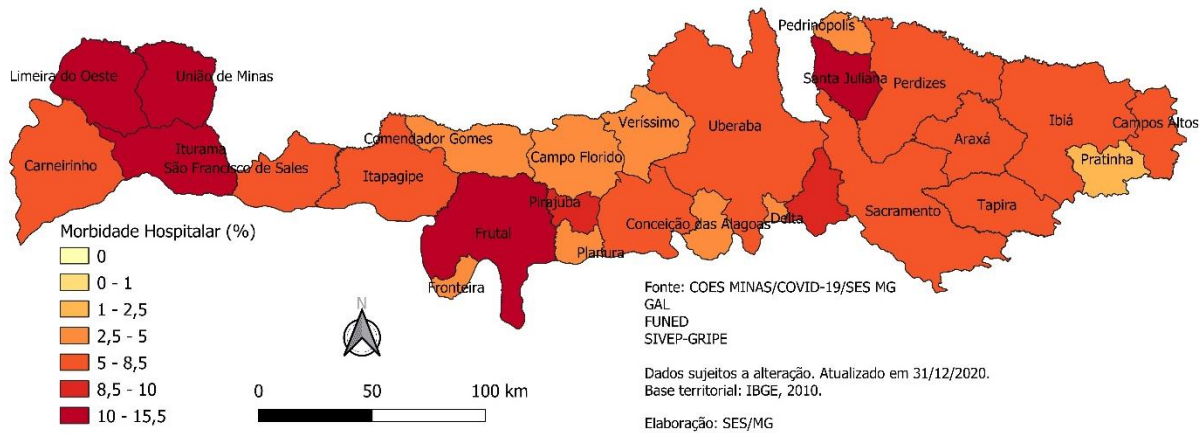 Pedrinópolis
Limeira do Oeste
União de Minas
Santa Juliana
Perdizes
Veríssimo
Uberaba
Ibiá
Campos Altos
Comendador Gomes
Araxá
Iturama
Campo Florido
Carneirinho
São Francisco de Sales
Pratinha
Itapagipe
Pirajuba
Tapira
Sacramento
Conceição das Alagoas
Delta
Frutal
Planura
Fronteira
Morbidade Hospitalar (%)
0
0 - 1
1 - 2,5
2,5 - 5
5 - 8,5
8,5 - 10
10 - 15,5
N
0 50 100 km
Fonte: COES MINAS/COVID-19/SES MG
GAL
FUNED
SIVEP-GRIPE
Dados sujeitos a alteração. Atualizado em 31/12/2020.
Base territorial: IBGE, 2010.
Elaboração: SES/MG